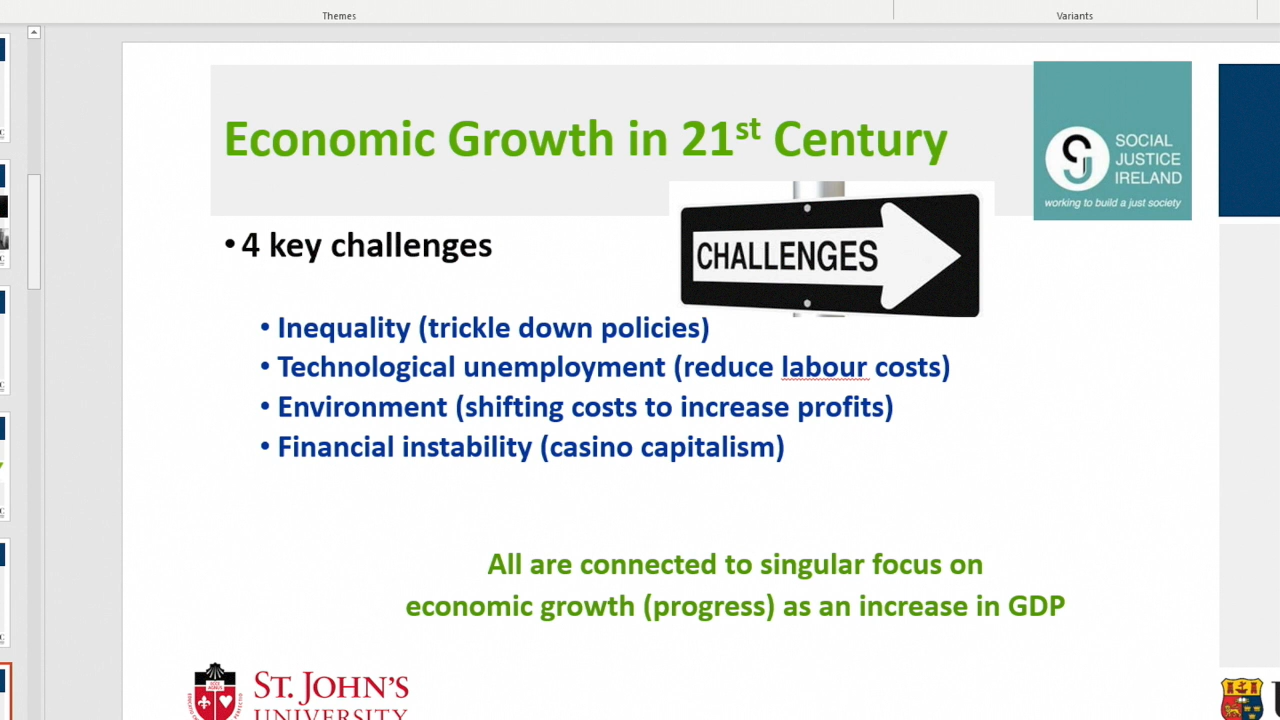 Themes
Variants
Economic Growth in 21st Century
SOCIAL
JUSTICE
IRELAND
working to build a just society
• 4 key challenges
CHALLENGES
• Inequality (trickle down policies)
• Technological unemployment (reduce labour costs)
• Environment (shifting costs to increase profits)
• Financial instability (casino capitalism)
All are connected to singular focus on
economic growth (progress) as an increase in GDP
ST. JOHN'S
UNIVERSITY